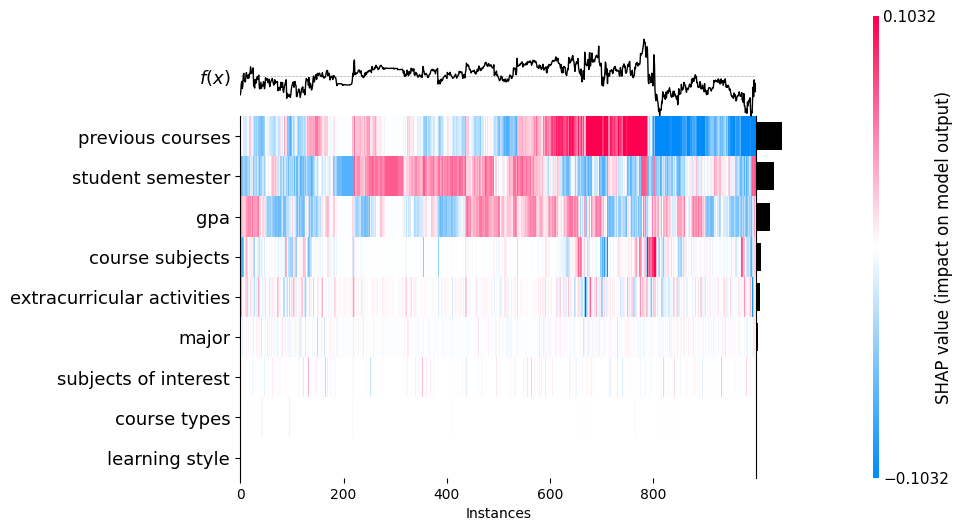 0.1032
f(x)
previous courses
student semester
gpa
course subjects
extracurricular activities
major
subjects of interest
course types
learning style
0 200 400 600 800
Instances
−0.1032
SHAP value (impact on model output)